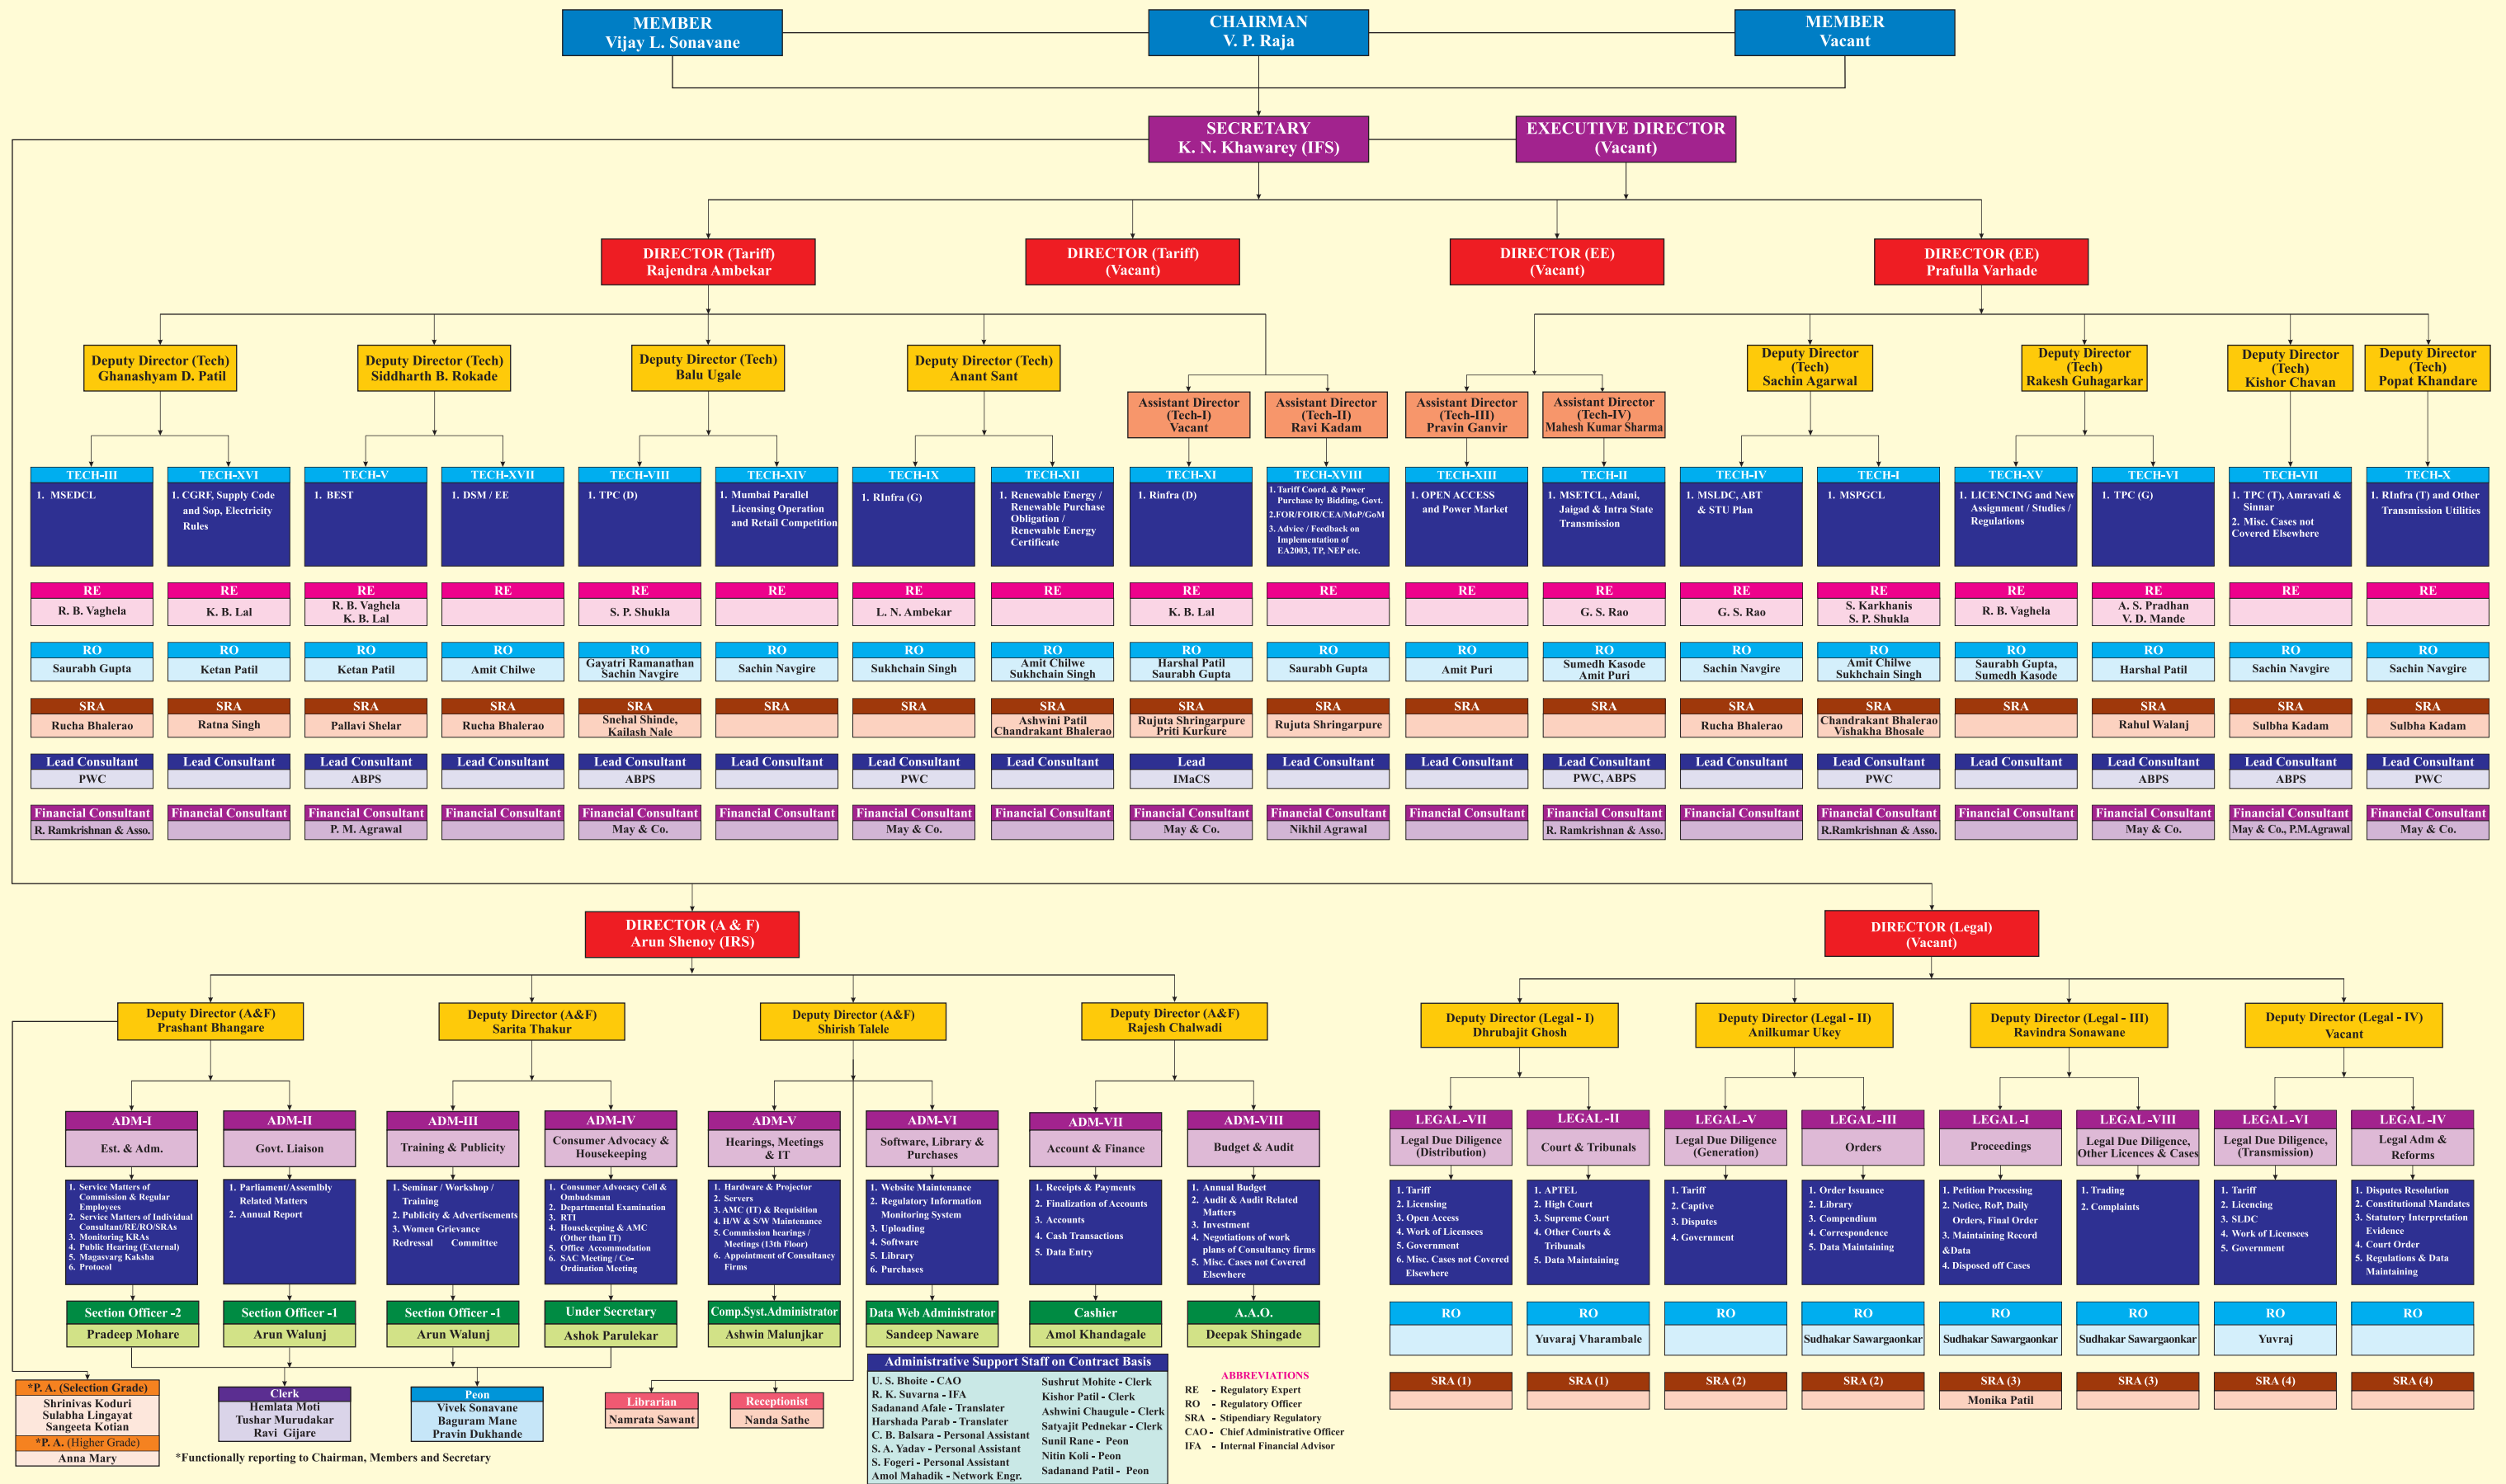 MEMBER
Vijay L. Sonavane
CHAIRMAN
V. P. Raja
MEMBER
Vacant
SECRETARY
K. N. Khawarey (IFS)
EXECUTIVE DIRECTOR
(Vacant)
DIRECTOR (Tariff)
Rajendra Ambekar
DIRECTOR (Tariff)
(Vacant)
DIRECTOR (EE)
(Vacant)
DIRECTOR (EE)
Prafulla Varhade
Deputy Director (Tech)
Ghanashyam D. Patil
Deputy Director (Tech)
Siddharth B. Rokade
Deputy Director (Tech)
Balu Ugale
Deputy Director (Tech)
Anant Sant
Assistant Director
(Tech-I)
Vacant
Assistant Director
(Tech-II)
Ravi Kadam
Assistant Director
(Tech-III)
Pravin Ganvir
Assistant Director
(Tech-IV)
Mahesh Kumar Sharma
Deputy Director
(Tech)
Sachin Agarwal
Deputy Director
(Tech)
Rakesh Guhagarkar
Deputy Director
(Tech)
Kishor Chavan
Deputy Director
(Tech)
Popat Khandare
TECH-III
1. MSEDCL
RE
R. B. Vaghela
RO
Saurabh Gupta
SRA
Rucha Bhalerao
Lead Consultant
PWC
Financial Consultant
R. Ramkrishnan & Asso.
TECH-XVI
1. CGRF, Supply Code
and Sop, Electricity
Rules
RE
K. B. Lal
RO
Ketan Patil
SRA
Ratna Singh
Lead Consultant
Financial Consultant
TECH-V
1. BEST
RE
R. B. Vaghela
K. B. Lal
RO
Ketan Patil
SRA
Pallavi Shelar
Lead Consultant
ABPS
Financial Consultant
P. M. Agrawal
TECH-XVII
1. DSM / EE
RE
RO
Amit Chilwe
SRA
Rucha Bhalerao
Lead Consultant
Financial Consultant
TECH-VIII
1. TPC (D)
RE
S. P. Shukla
RO
Gayatri Ramanathan
Sachin Navgire
SRA
Snehal Shinde,
Kailash Nale
Lead Consultant
ABPS
Financial Consultant
May & Co.
TECH-XIV
1. Mumbai Parallel
Licensing Operation
and Retail Competition
RE
RO
Sachin Navgire
SRA
Lead Consultant
Financial Consultant
TECH-IX
1. RInfra (G)
RE
L. N. Ambekar
RO
Sukhchain Singh
SRA
Lead Consultant
PWC
Financial Consultant
May & Co.
TECH-XII
1. Renewable Energy /
Renewable Purchase
Obligation /
Renewable Energy
Certificate
RE
RO
Amit Chilwe
Sukhchain Singh
SRA
Ashwini Patil
Chandrakant Bhalerao
Lead Consultant
Financial Consultant
TECH-XI
1. Rinfra (D)
RE
K. B. Lal
RO
Harshal Patil
Saurabh Gupta
SRA
Rujuta Shringarpure
Priti Kurkure
Lead
IMaCS
Financial Consultant
May & Co.
TECH-XVIII
1. Tariff Coord. & Power
Purchase by Bidding, Govt.
2.FOR/FOIR/CEA/MoP/GoM
3. Advice / Feedback on
Implementation of
EA2003, TP, NEP etc.
RE
RO
Saurabh Gupta
SRA
Rujuta Shringarpure
Lead Consultant
Financial Consultant
Nikhil Agrawal
TECH-XIII
1. OPEN ACCESS
and Power Market
RE
RO
Amit Puri
SRA
Lead Consultant
Financial Consultant
TECH-II
1. MSETCL, Adani,
Jaigad & Intra State
Transmission
RE
G. S. Rao
RO
Sumedh Kasode
Amit Puri
SRA
Lead Consultant
PWC, ABPS
Financial Consultant
R. Ramkrishnan & Asso.
TECH-IV
1. MSLDC, ABT
& STU Plan
RE
G. S. Rao
RO
Sachin Navgire
SRA
Rucha Bhalerao
Lead Consultant
Financial Consultant
TECH-I
1. MSPGCL
RE
S. Karkhanis
S. P. Shukla
RO
Amit Chilwe
Sukhchain Singh
SRA
Chandrakant Bhalerao
Vishakha Bhosale
Lead Consultant
PWC
Financial Consultant
R.Ramkrishnan & Asso.
TECH-XV
1. LICENCING and New
Assignment / Studies /
Regulations
RE
R. B. Vaghela
RO
Saurabh Gupta,
Sumedh Kasode
SRA
Lead Consultant
Financial Consultant
TECH-VI
1. TPC (G)
RE
A. S. Pradhan
V. D. Mande
RO
Harshal Patil
SRA
Rahul Walanj
Lead Consultant
ABPS
Financial Consultant
May & Co.
TECH-VII
1. TPC (T), Amravati &
Sinnar
2. Misc. Cases not
Covered Elsewhere
RE
RO
Sachin Navgire
SRA
Sulbha Kadam
Lead Consultant
ABPS
Financial Consultant
May & Co., P.M.Agrawal
TECH-X
1. RInfra (T) and Other
Transmission Utilities
RE
RO
Sachin Navgire
SRA
Sulbha Kadam
Lead Consultant
PWC
Financial Consultant
May & Co.
DIRECTOR (A & F)
Arun Shenoy (IRS)
DIRECTOR (Legal)
(Vacant)
Deputy Director (A&F)
Prashant Bhangare
Deputy Director (A&F)
Sarita Thakur
Deputy Director (A&F)
Shirish Talele
Deputy Director (A&F)
Rajesh Chalwadi
Deputy Director (Legal - I)
Dhrubajit Ghosh
Deputy Director (Legal - II)
Anilkumar Ukey
Deputy Director (Legal - III)
Ravindra Sonawane
Deputy Director (Legal - IV)
Vacant
ADM-I
Est. & Adm.
1. Service Matters of
Commission & Regular
Employees
2. Service Matters of Individual
Consultant/RE/RO/SRAs
3. Monitoring KRAs
4. Public Hearing (External)
5. Magasvarg Kaksha
6. Protocol
Section Officer -2
Pradeep Mohare
ADM-II
Govt. Liaison
1. Parliament/Assemlbly
Related Matters
2. Annual Report
Section Officer -1
Arun Walunj
ADM-III
Training & Publicity
1. Seminar / Workshop /
Training
2. Publicity & Advertisements
3. Women Grievance
Redressal Committee
Section Officer -1
Arun Walunj
ADM-IV
Consumer Advocacy &
Housekeeping
1. Consumer Advocacy Cell &
Ombudsman
2. Departmental Examination
3. RTI
4. Housekeeping & AMC
(Other than IT)
5. Office Accommodation
6. SAC Meeting / Co-
Ordination Meeting
Under Secretary
Ashok Parulekar
ADM-V
Hearings, Meetings
& IT
1. Hardware & Projector
2. Servers
3. AMC (IT) & Requisition
4. H/W & S/W Maintenance
5. Commission hearings /
Meetings (13th Floor)
6. Appointment of Consultancy
Firms
Comp.Syst.Administrator
Ashwin Malunjkar
ADM-VI
Software, Library &
Purchases
1. Website Maintenance
2. Regulatory Information
Monitoring System
3. Uploading
4. Software
5. Library
6. Purchases
Data Web Administrator
Sandeep Naware
ADM-VII
Account & Finance
1. Receipts & Payments
2. Finalization of Accounts
3. Accounts
4. Cash Transactions
5. Data Entry
Cashier
Amol Khandagale
ADM-VIII
Budget & Audit
1. Annual Budget
2. Audit & Audit Related
Matters
3. Investment
4. Negotiations of work
plans of Consultancy firms
5. Misc. Cases not Covered
Elsewhere
A.A.O.
Deepak Shingade
LEGAL -VII
Legal Due Diligence
(Distribution)
1. Tariff
2. Licensing
3. Open Access
4. Work of Licensees
5. Government
6. Misc. Cases not Covered
Elsewhere
RO
SRA (1)
LEGAL -II
Court & Tribunals
1. APTEL
2. High Court
3. Supreme Court
4. Other Courts &
Tribunals
5. Data Maintaining
RO
Yuvaraj Vharambale
SRA (1)
LEGAL-V
Legal Due Diligence
(Generation)
1. Tariff
2. Captive
3. Disputes
4. Government
RO
SRA (2)
LEGAL-III
Orders
1. Order Issuance
2. Library
3. Compendium
4. Correspondence
5. Data Maintaining
RO
Sudhakar Sawargaonkar
SRA (2)
LEGAL-I
Proceedings
1. Petition Processing
2. Notice, RoP, Daily
Orders, Final Order
3. Maintaining Record
&Data
4. Disposed off Cases
RO
Sudhakar Sawargaonkar
SRA (3)
Monika Patil
LEGAL-VIII
Legal Due Diligence,
Other Licences & Cases
1. Trading
2. Complaints
RO
Sudhakar Sawargaonkar
SRA (3)
LEGAL-VI
Legal Due Diligence,
(Transmission)
1. Tariff
2. Licencing
3. SLDC
4. Work of Licensees
5. Government
RO
Yuvraj
SRA (4)
LEGAL-IV
Legal Adm &
Reforms
1. Disputes Resolution
2. Constitutional Mandates
3. Statutory Interpretation
Evidence
4. Court Order
5. Regulations & Data
Maintaining
RO
SRA (4)
*P. A. (Selection Grade)
Shrinivas Koduri
Sulabha Lingayat
Sangeeta Kotian
*P. A. (Higher Grade)
Anna Mary
Clerk
Hemlata Moti
Tushar Murudakar
Ravi Gijare
Peon
Vivek Sonavane
Baguram Mane
Pravin Dukhande
Librarian
Namrata Sawant
Receptionist
Nanda Sathe
*Functionally reporting to Chairman, Members and Secretary
Administrative Support Staff on Contract Basis
U. S. Bhoite - CAO
R. K. Suvarna - IFA
Sadanand Afale - Translater
Harshada Parab - Translater
C. B. Balsara - Personal Assistant
S. A. Yadav - Personal Assistant
S. Fogeri - Personal Assistant
Amol Mahadik - Network Engr.
Sushrut Mohite - Clerk
Kishor Patil - Clerk
Ashwini Chaugule - Clerk
Satyajit Pednekar - Clerk
Sunil Rane - Peon
Nitin Koli - Peon
Sadanand Patil - Peon
ABBREVIATIONS
RE - Regulatory Expert
RO - Regulatory Officer
SRA - Stipendiary Regulatory
CAO - Chief Administrative Officer
IFA - Internal Financial Advisor